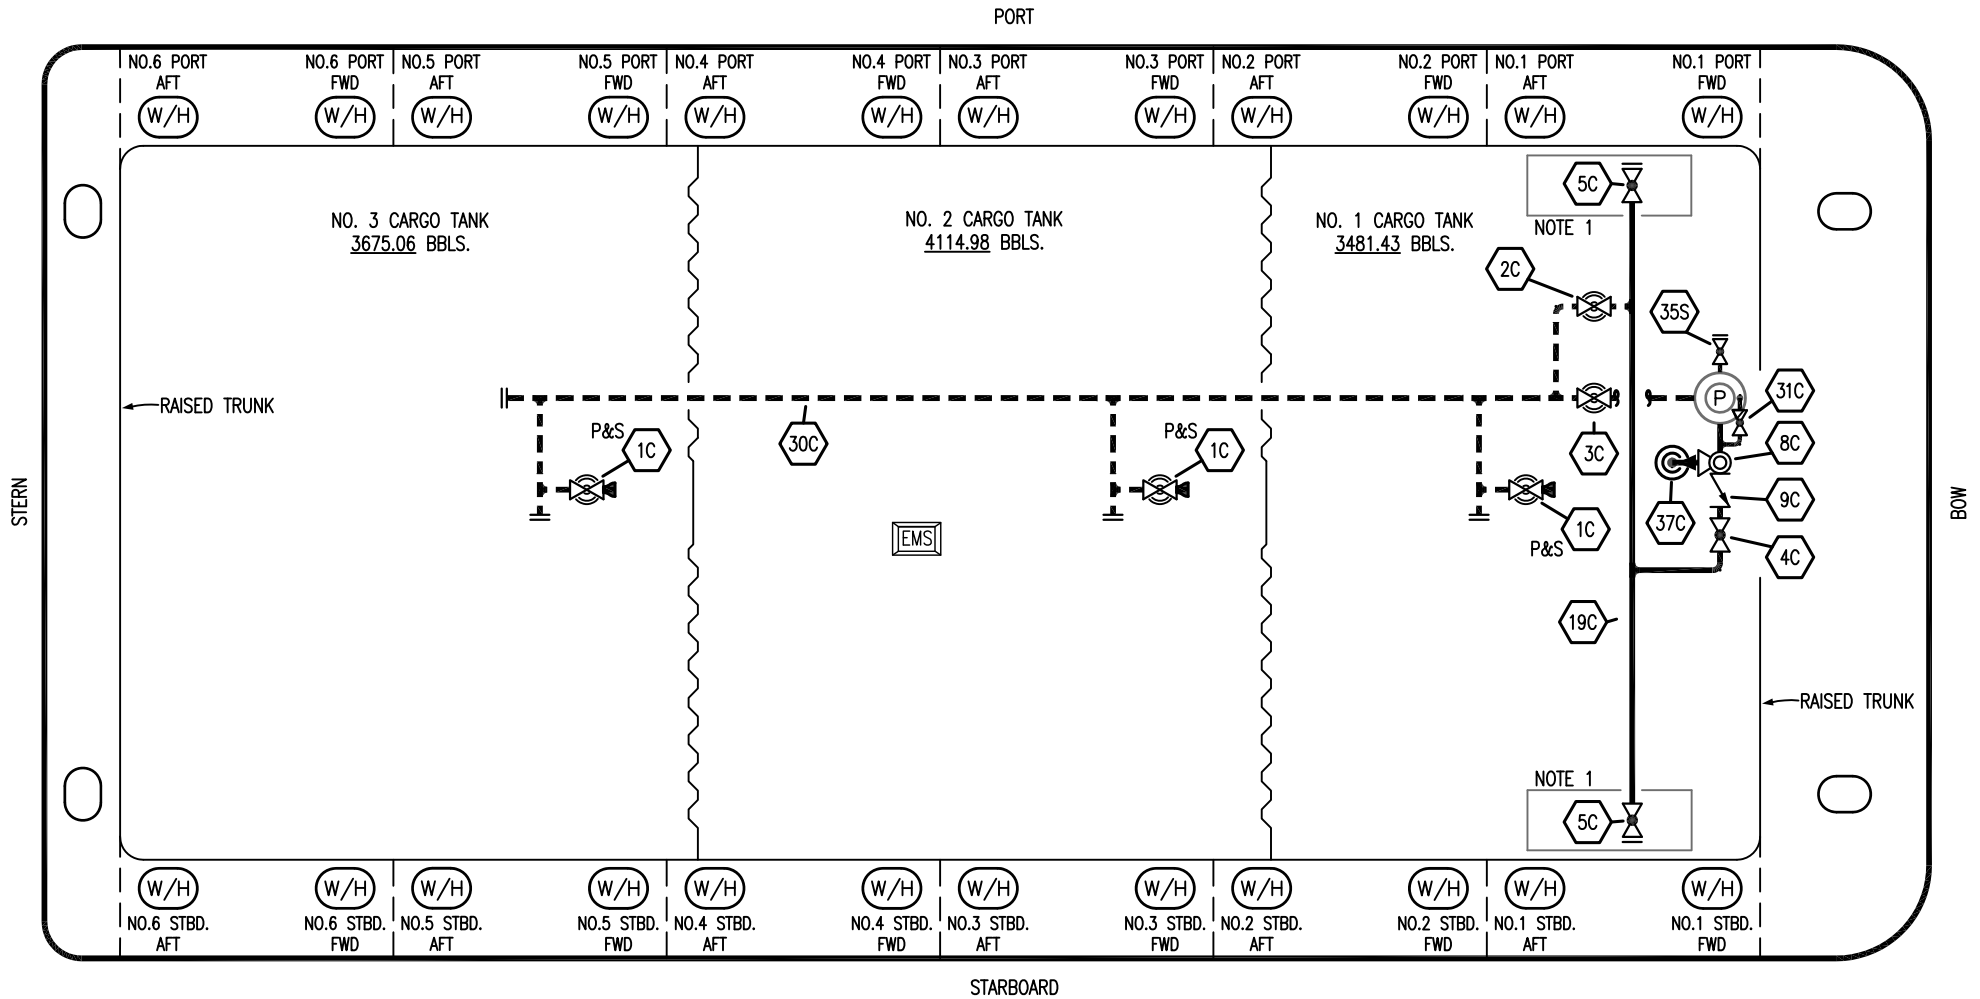 PORT
NO.6 PORT
AFT
W/H
NO.6 PORT
FWD
W/H
NO.5 PORT
AFT
W/H
NO.5 PORT
FWD
W/H
NO.4 PORT
AFT
W/H
NO.4 PORT
FWD
W/H
NO.3 PORT
AFT
W/H
NO.3 PORT
FWD
W/H
NO.2 PORT
AFT
W/H
NO.2 PORT
FWD
W/H
NO.1 PORT
AFT
W/H
NO.1 PORT
FWD
W/H
NO. 3 CARGO TANK
3675.06 BBLS.
NO. 2 CARGO TANK
4114.98 BBLS.
NO. 1 CARGO TANK
3481.43 BBLS.
5C
NOTE 1
2C
35S
RAISED TRUNK
P
31C
P&S
1C
30C
P&S
1C
3C
8C
STERN
BOW
9C
37C
1C
P&S
EMS
4C
19C
RAISED TRUNK
NOTE 1
5C
W/H
NO.6 STBD.
AFT
W/H
NO.6 STBD.
FWD
W/H
NO.5 STBD.
AFT
W/H
NO.5 STBD.
FWD
W/H
NO.4 STBD.
AFT
W/H
NO.4 STBD.
FWD
W/H
NO.3 STBD.
AFT
W/H
NO.3 STBD.
FWD
W/H
NO.2 STBD.
AFT
W/H
NO.2 STBD.
FWD
W/H
NO.1 STBD.
AFT
W/H
NO.1 STBD.
FWD
STARBOARD